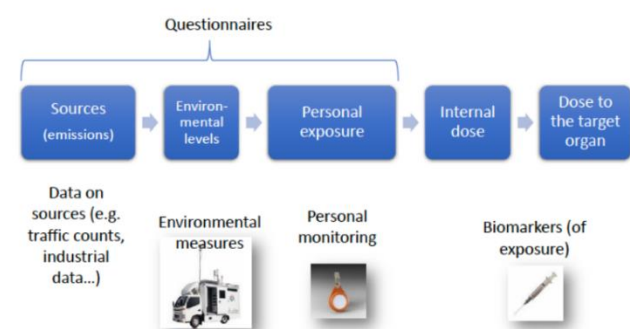 Questionnaires
Sources
(emissions)
Environ-
mental
levels
Personal
exposure
Internal
dose
Dose to
the target
organ
Data on
sources (e.g.
traffic counts,
industrial
data...)
Environmental
measures
Personal
monitoring
Biomarkers (of
exposure)